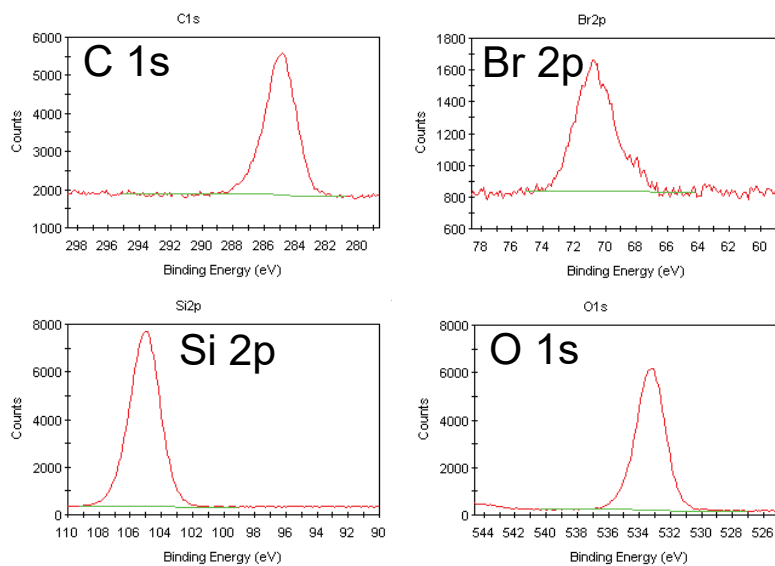 C1s
C 1s
6000
5000
4000
3000
2000
1000
Counts
298 296 294 292 290 288 286 284 282 280
Binding Energy (eV)
Br2p
Br 2p
1800
1600
1400
1200
1000
800
600
Counts
78 76 74 72 70 68 66 64 62 60
Binding Energy (eV)
Si2p
Si 2p
8000
6000
4000
2000
0
Counts
110 108 106 104 102 100 98 96 94 92 90
Binding Energy (eV)
O1s
O 1s
8000
6000
4000
2000
0
Counts
544 542 540 538 536 534 532 530 528 526
Binding Energy (eV)